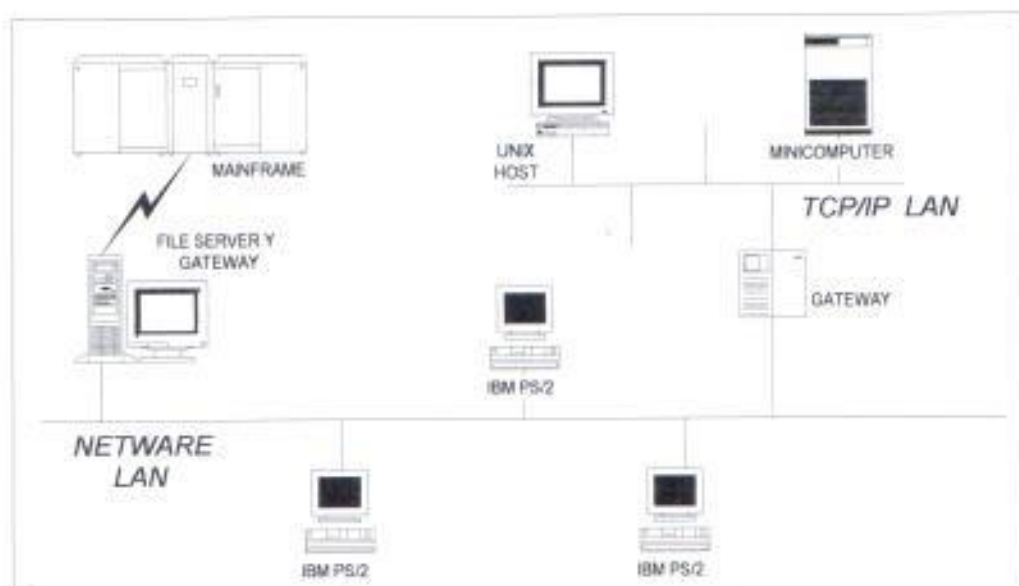 MAINFRAME
UNIX
HOST
MINICOMPUTER
TCP/IP LAN
FILE SERVER Y
GATEWAY
GATEWAY
IBM PS/2
NETWARE
LAN
IBM PS/2
IBM PS/2